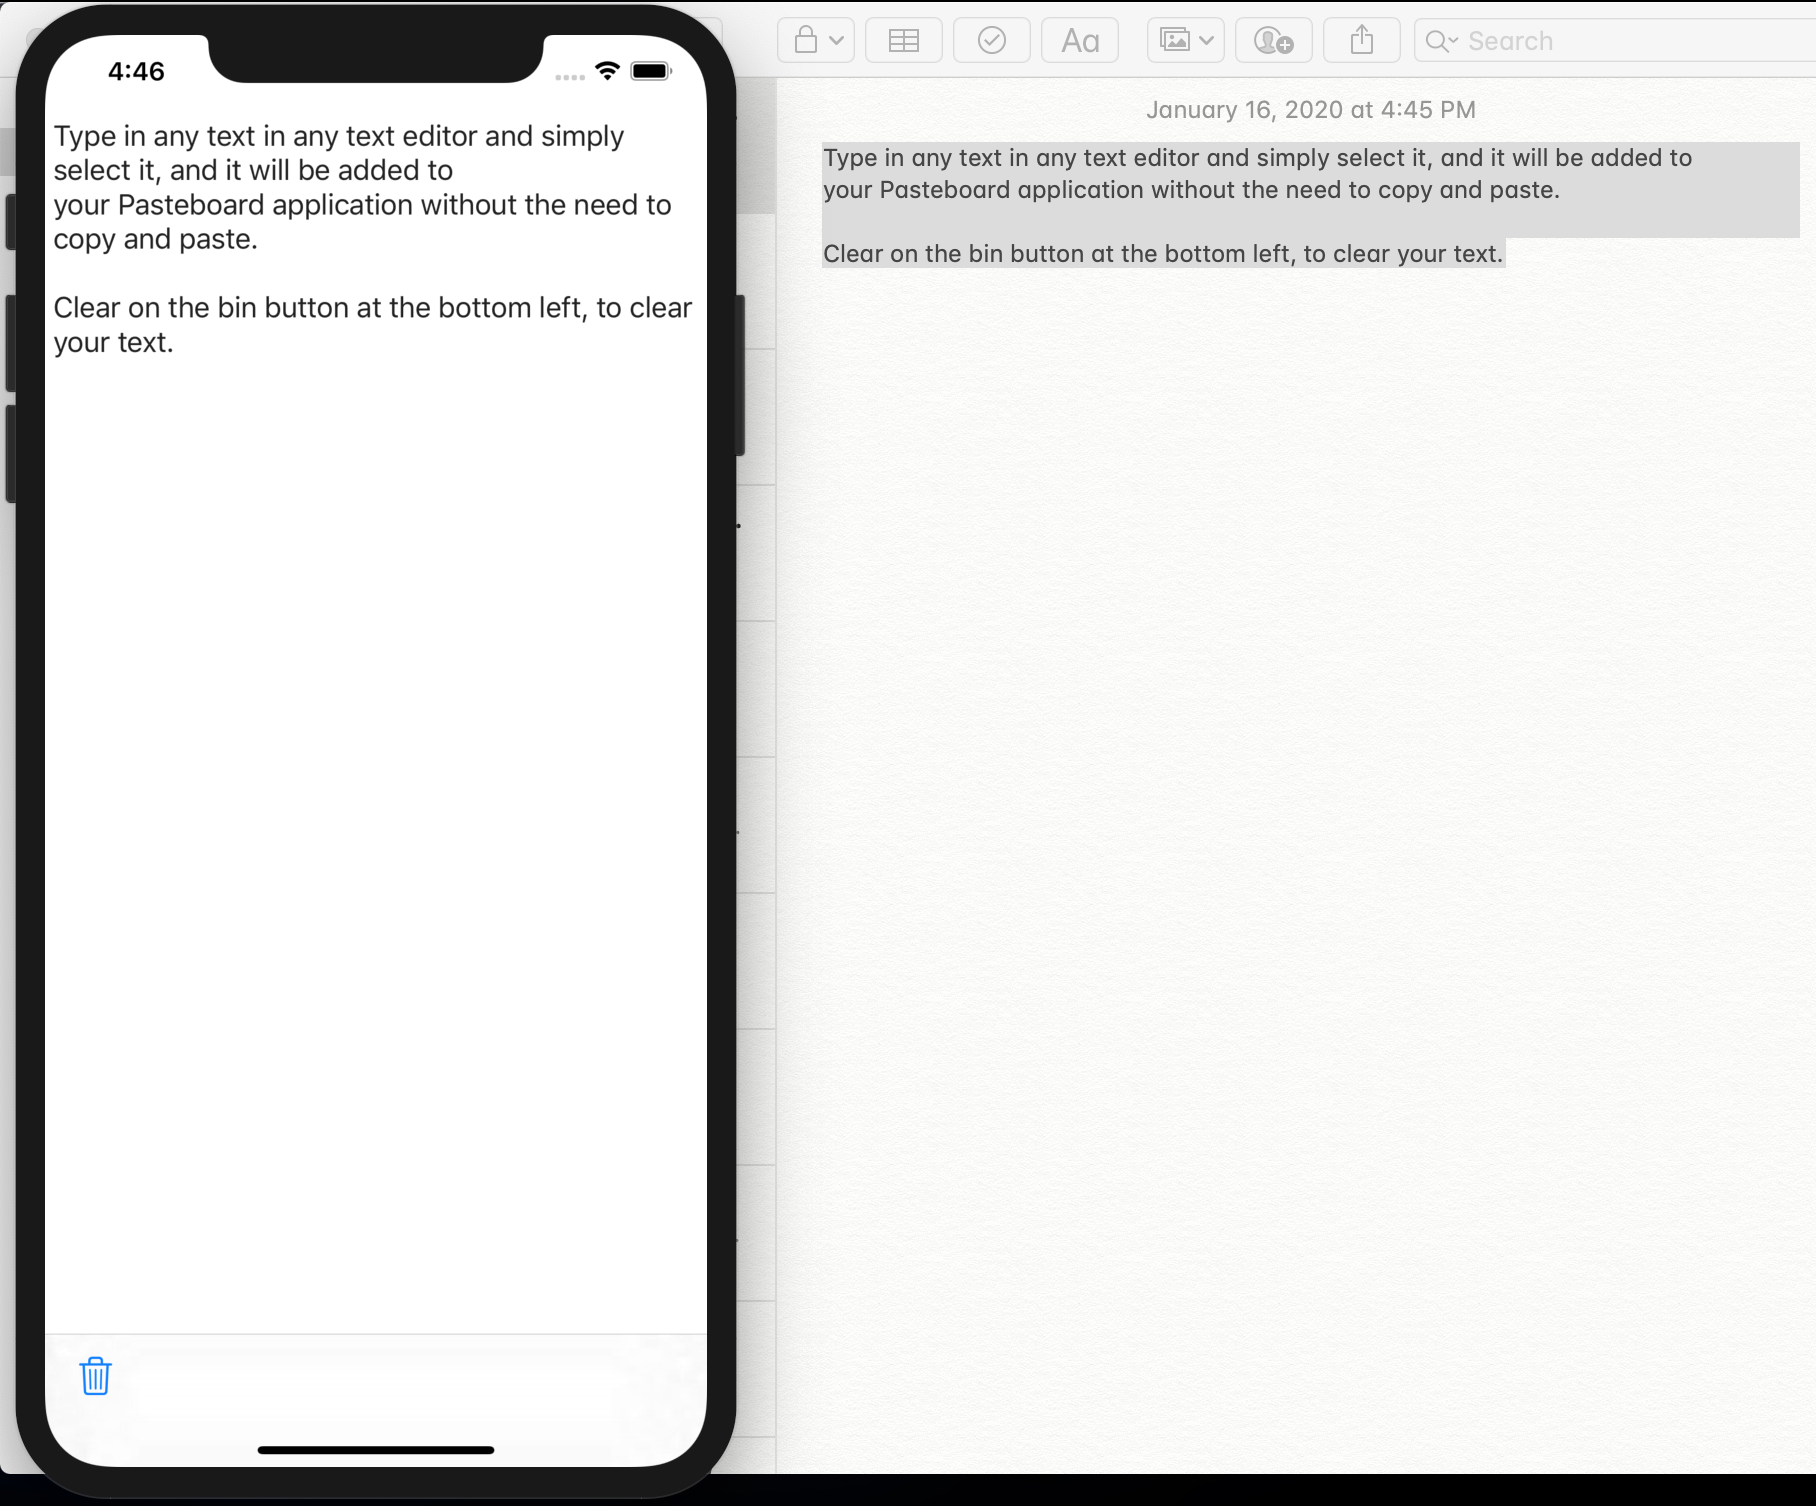 4:46
Type in any text in any text editor and simply
select it, and it will be added to
your Pasteboard application without the need to
copy and paste.
Clear on the bin button at the bottom left, to clear
your text.
Aa
Search
January 16, 2020 at 4:45 PM
Type in any text in any text editor and simply select it, and it will be added to
your Pasteboard application without the need to copy and paste.
Clear on the bin button at the bottom left, to clear your text.